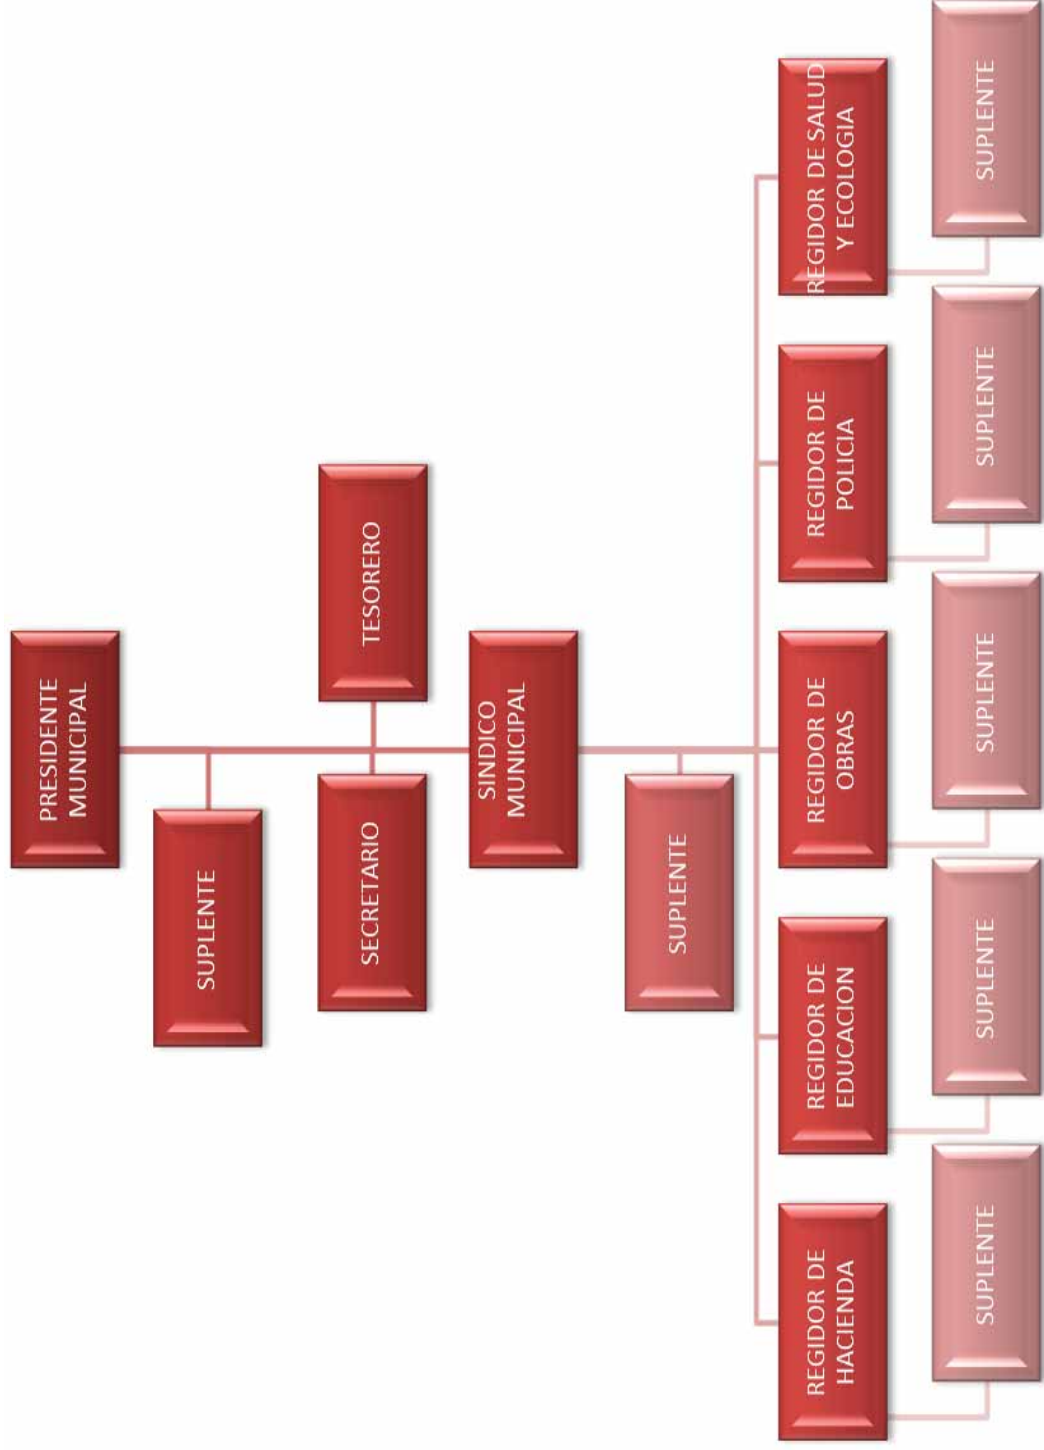 PRESIDENTE
MUNICIPAL
SUPLENTE
SECRETARIO
TESORERO
SINDICO
MUNICIPAL
SUPLENTE
REGIDOR DE
HACIENDA
REGIDOR DE
EDUCACION
REGIDOR DE
OBRAS
REGIDOR DE
POLICIA
REGIDOR DE SALUD
Y ECOLOGIA
SUPLENTE
SUPLENTE
SUPLENTE
SUPLENTE
SUPLENTE